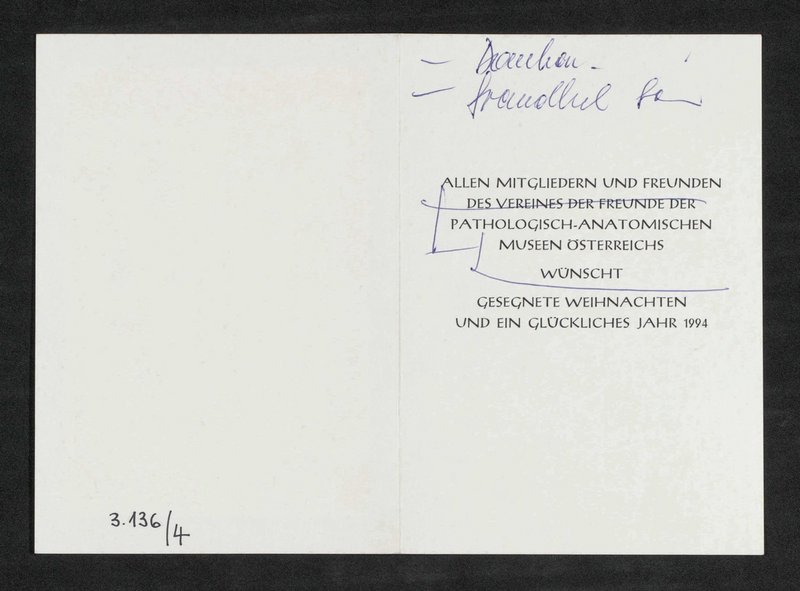 ALLEN MITGLIEDERN UND FREUNDEN
DES VEREINES DER FREUNDE DER
PATHOLOGISCH-ANATOMISCHEN
MUSEEN ÖSTERREICHS
WÜNSCHT
GESEGNETE WEIHNACHTEN
UND EIN GLÜCKLICHES JAHR 1994
3.136/4